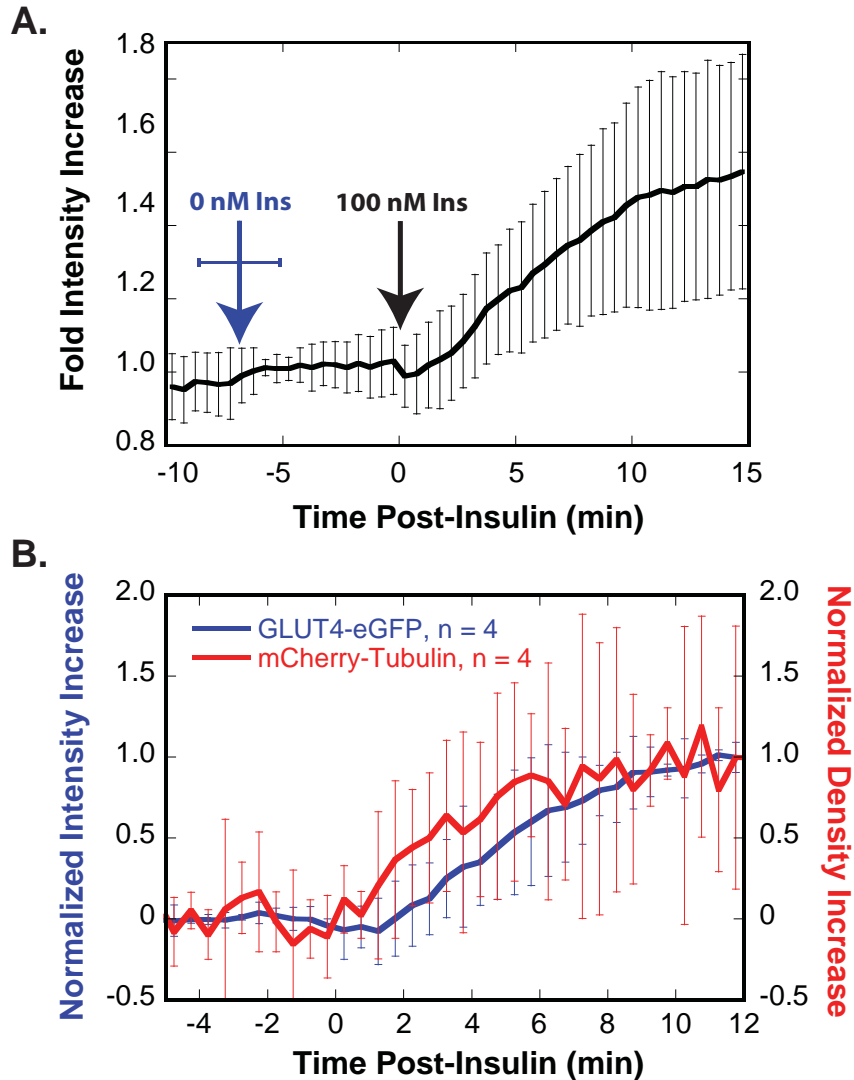 A.
Fold Intensity Increase
1.8
1.6
1.4
1.2
1.0
0.8
0 nM Ins
100 nM Ins
-10 -5 0 5 10 15
Time Post-Insulin (min)
B.
Normalized Intensity Increase
2.0
1.5
1.0
0.5
0
-0.5
GLUT4-eGFP, n = 4
mCherry-Tubulin, n = 4
2.0
1.5
1.0
0.5
0
-0.5
Normalized Density Increase
-4 -2 0 2 4 6 8 10 12
Time Post-Insulin (min)